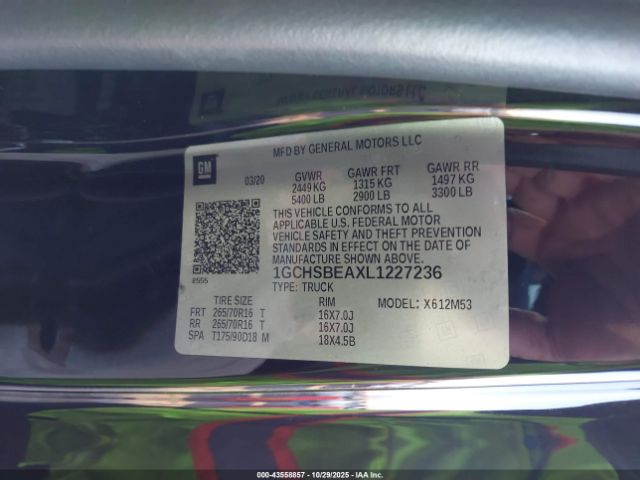 MFD BY GENERAL MOTORS LLC
GM
03/20 GVWR GAWR FRT GAWR RR
2449 KG 1315 KG 1497 KG
5400 LB 2900 LB 3300 LB
THIS VEHICLE CONFORMS TO ALL
APPLICABLE U.S. FEDERAL MOTOR
VEHICLE SAFETY AND THEFT PREVENTION
STANDARDS IN EFFECT ON THE DATE OF
MANUFACTURE SHOWN ABOVE.
8555
1GCHSBEAXL1227236
TYPE: TRUCK
TIRE SIZE RIM MODEL: X612M53
FRT 265/70R16 T 16X7.0J
RR 265/70R16 T 16X7.0J
SPA T175/90D18 M 18X4.5B
000-43558857 • 10/29/2025 • IAAI.COM